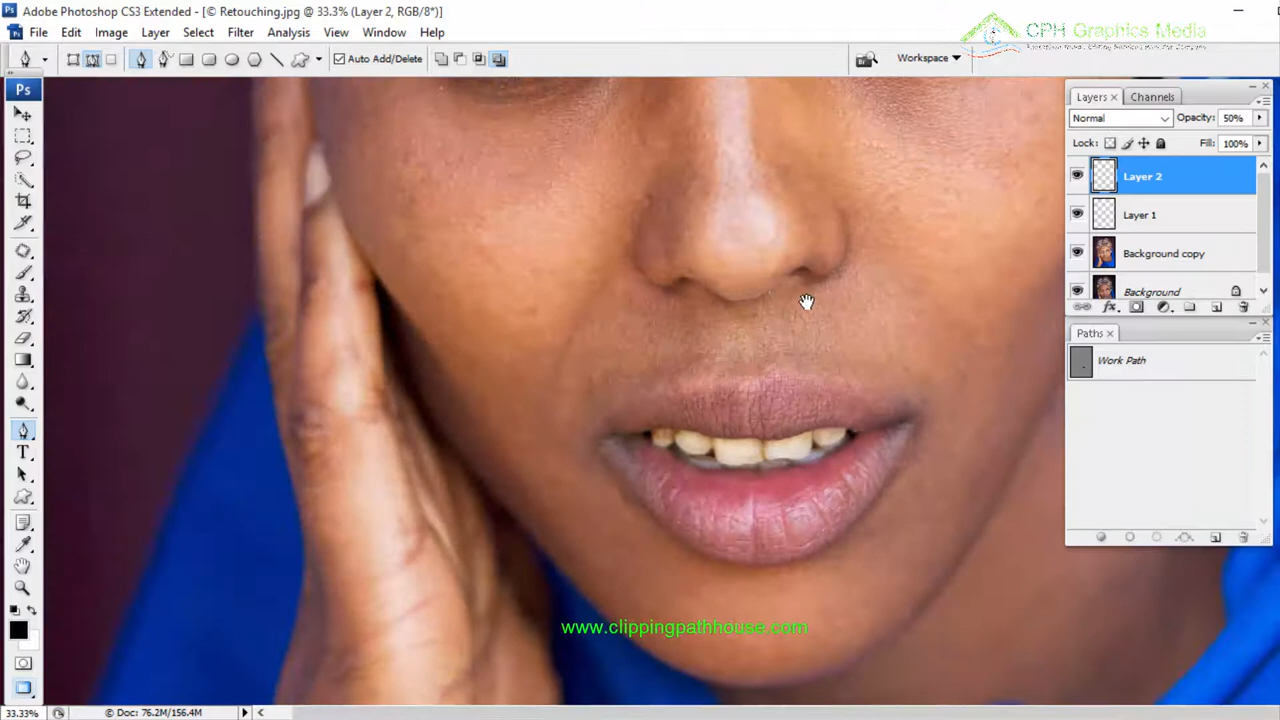 Adobe Photoshop CS3 Extended - [© Retouching.jpg @ 33.3% (Layer 2, RGB/8*)]
CPH Graphics Media
Ps File Edit Image Layer Select Filter Analysis View Window Help
Auto Add/Delete Workspace
Ps
Layers Channels
Normal Opacity: 50%
Lock: Fill: 100%
Layer 2
Layer 1
Background copy
Background
fx
Paths
Work Path
T
www.clippingpathhouse.com
33.33% Doc: 76.2M/156.4M